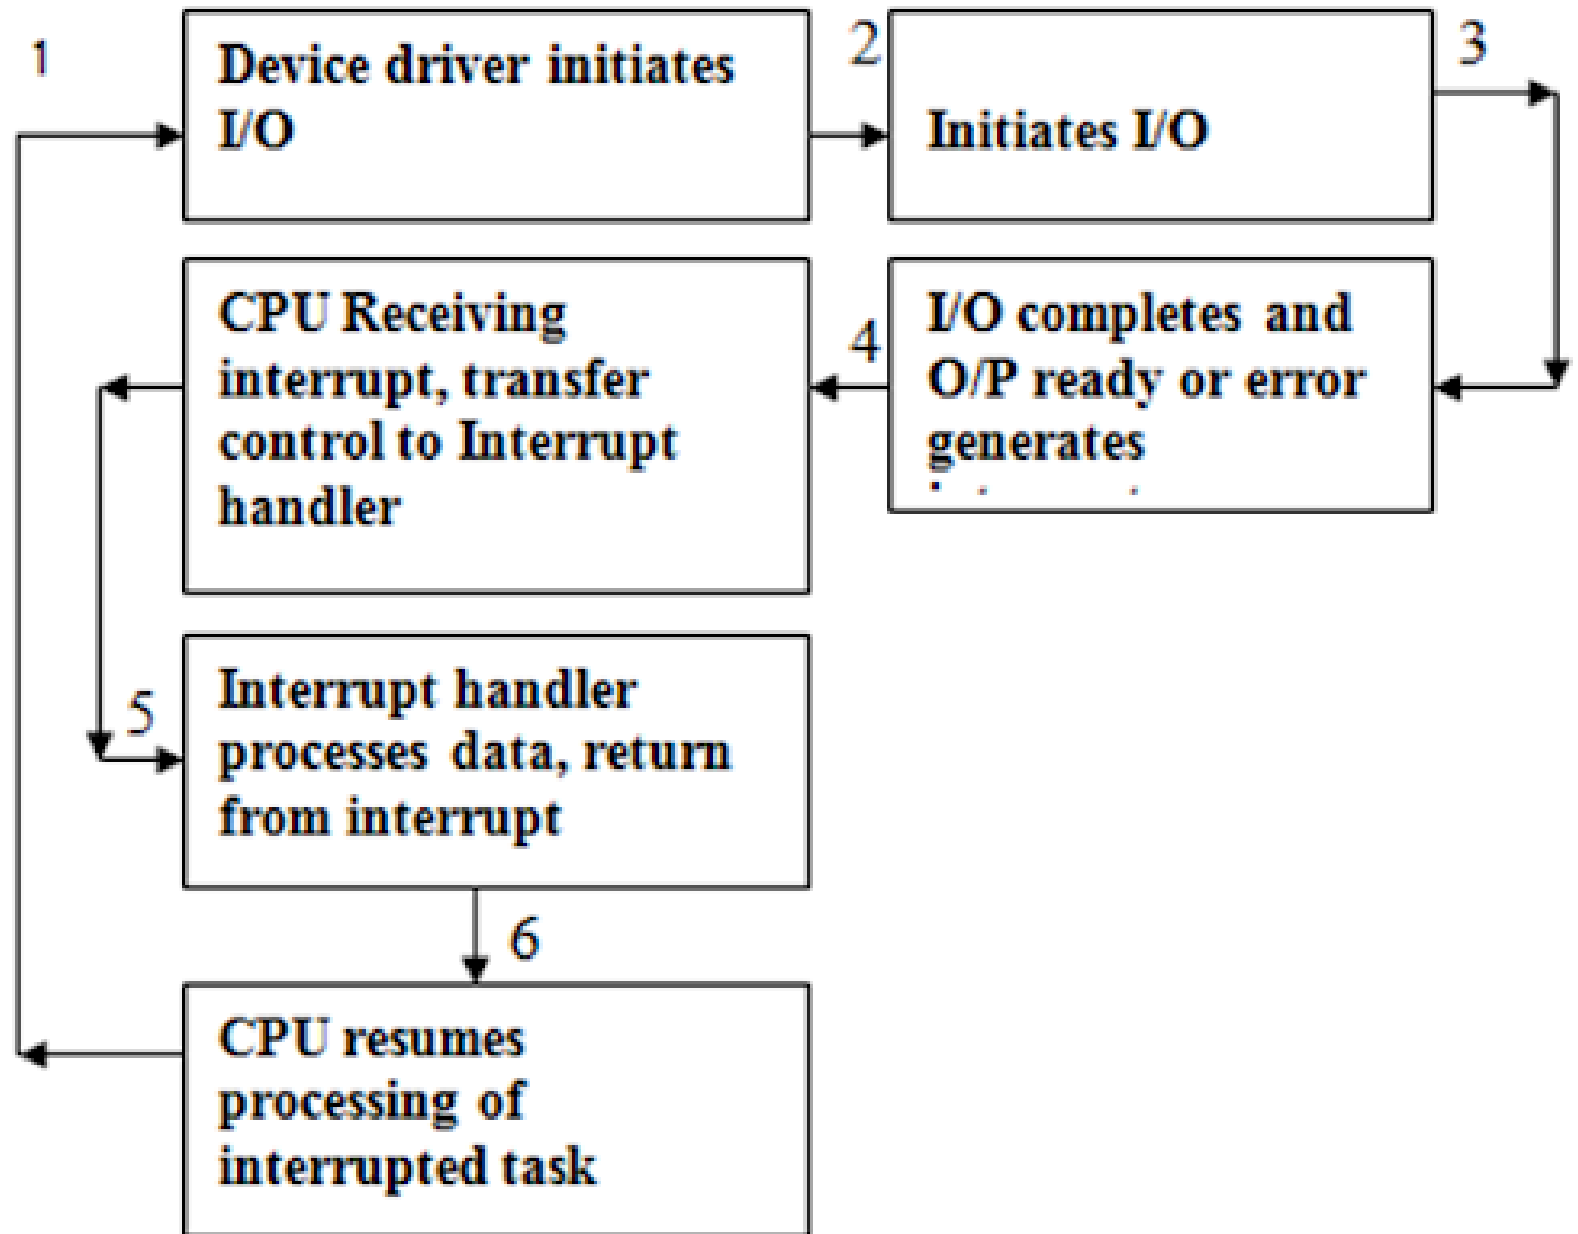 1
Device driver initiates
I/O
2
Initiates I/O
3
CPU Receiving
interrupt, transfer
control to Interrupt
handler
4
I/O completes and
O/P ready or error
generates
5
Interrupt handler
processes data, return
from interrupt
6
CPU resumes
processing of
interrupted task